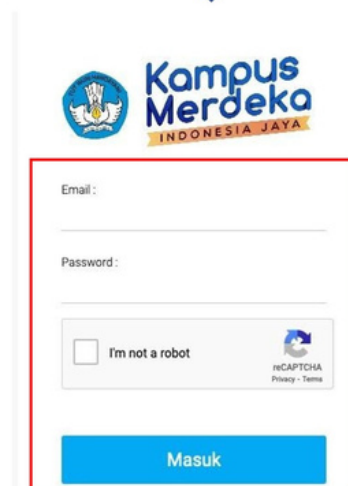 Kampus
Merdeka
INDONESIA JAYA
Email :
Password :
I'm not a robot
reCAPTCHA
Privacy - Terms
Masuk